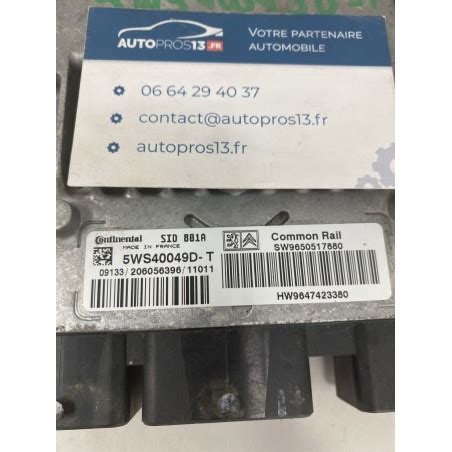 AUTOPROS13.FR
VOTRE PARTENAIRE
AUTOMOBILE
06 64 29 40 37
contact@autopros13.fr
autopros13.fr
Continental SID 801A
MADE IN FRANCE
5WS40049D-T
09133/206056396/11011
Common Rail
SW9650517880
HW9647423380